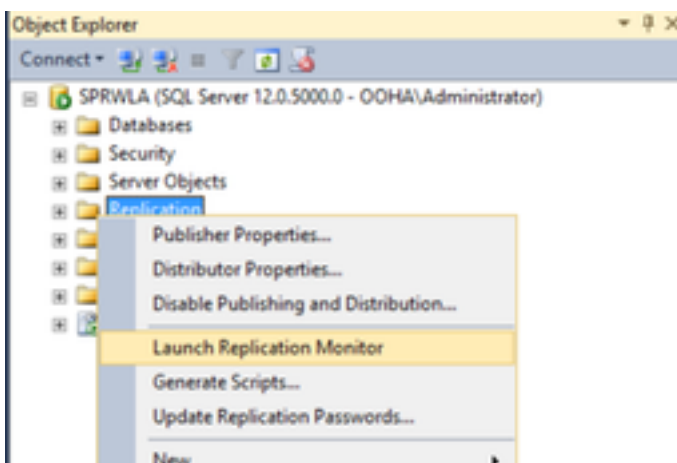 Object Explorer
Connect
SPRWLA (SQL Server 12.0.5000.0 - OOHA\Administrator)
Databases
Security
Server Objects
Replication
Publisher Properties...
Distributor Properties...
Disable Publishing and Distribution...
Launch Replication Monitor
Generate Scripts...
Update Replication Passwords...
New